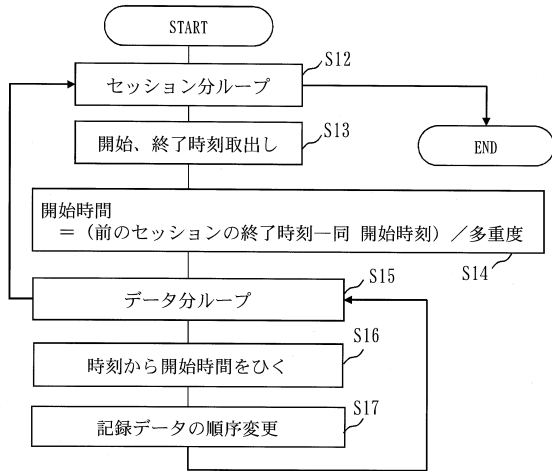 START
セッション分ループ
S12
開始、終了時刻取出し
S13
END
開始時間
＝（前のセッションの終了時刻―同 開始時刻）／多重度
S14
データ分ループ
S15
時刻から開始時間をひく
S16
記録データの順序変更
S17